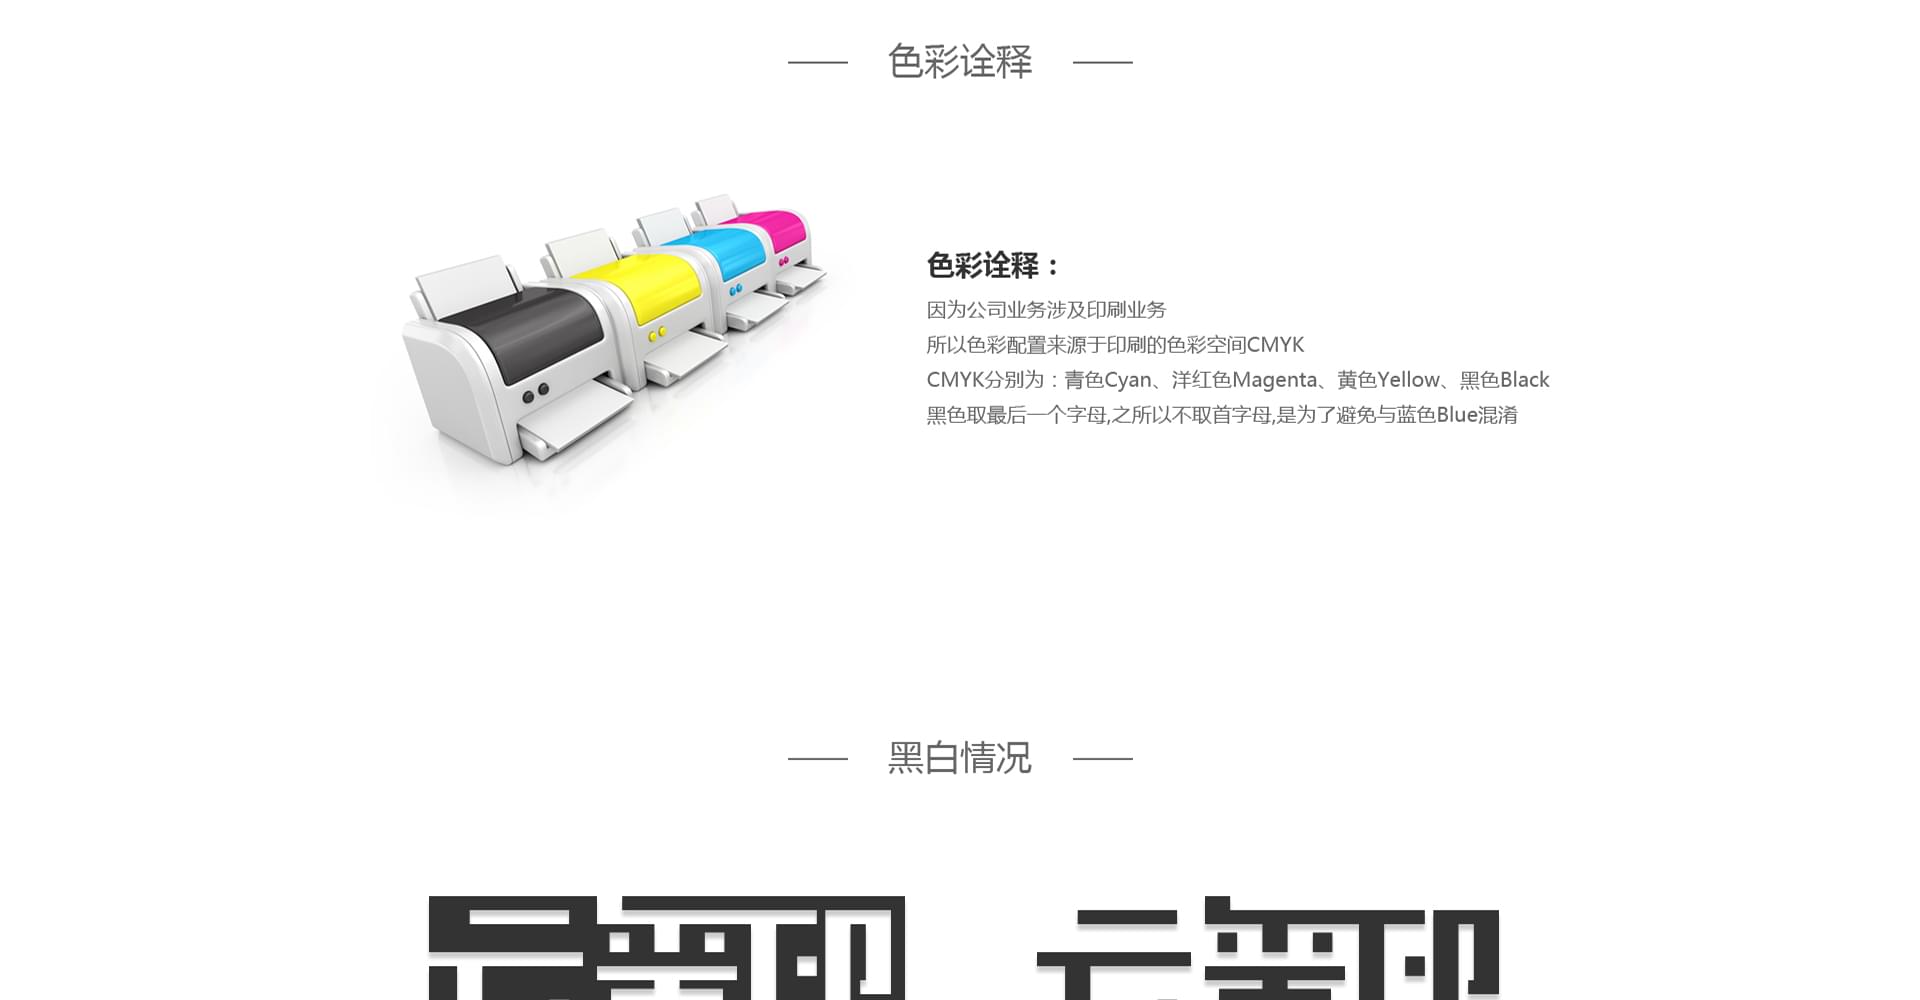 色彩诠释
色彩诠释：
因为公司业务涉及印刷业务
所以色彩配置来源于印刷的色彩空间CMYK
CMYK分别为：青色Cyan、洋红色Magenta、黄色Yellow、黑色Black
黑色取最后一个字母,之所以不取首字母,是为了避免与蓝色Blue混淆
黑白情况